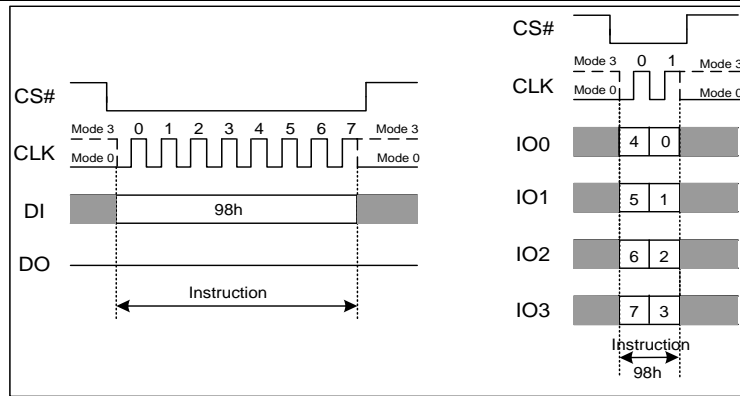 CS#
Mode 3 0 1 2 3 4 5 6 7 Mode 3
CLK
Mode 0 Mode 0
DI 98h
DO
Instruction
CS#
Mode 3 0 1 Mode 3
CLK
Mode 0 Mode 0
IO0 4 0
IO1 5 1
IO2 6 2
IO3 7 3
Instruction
98h